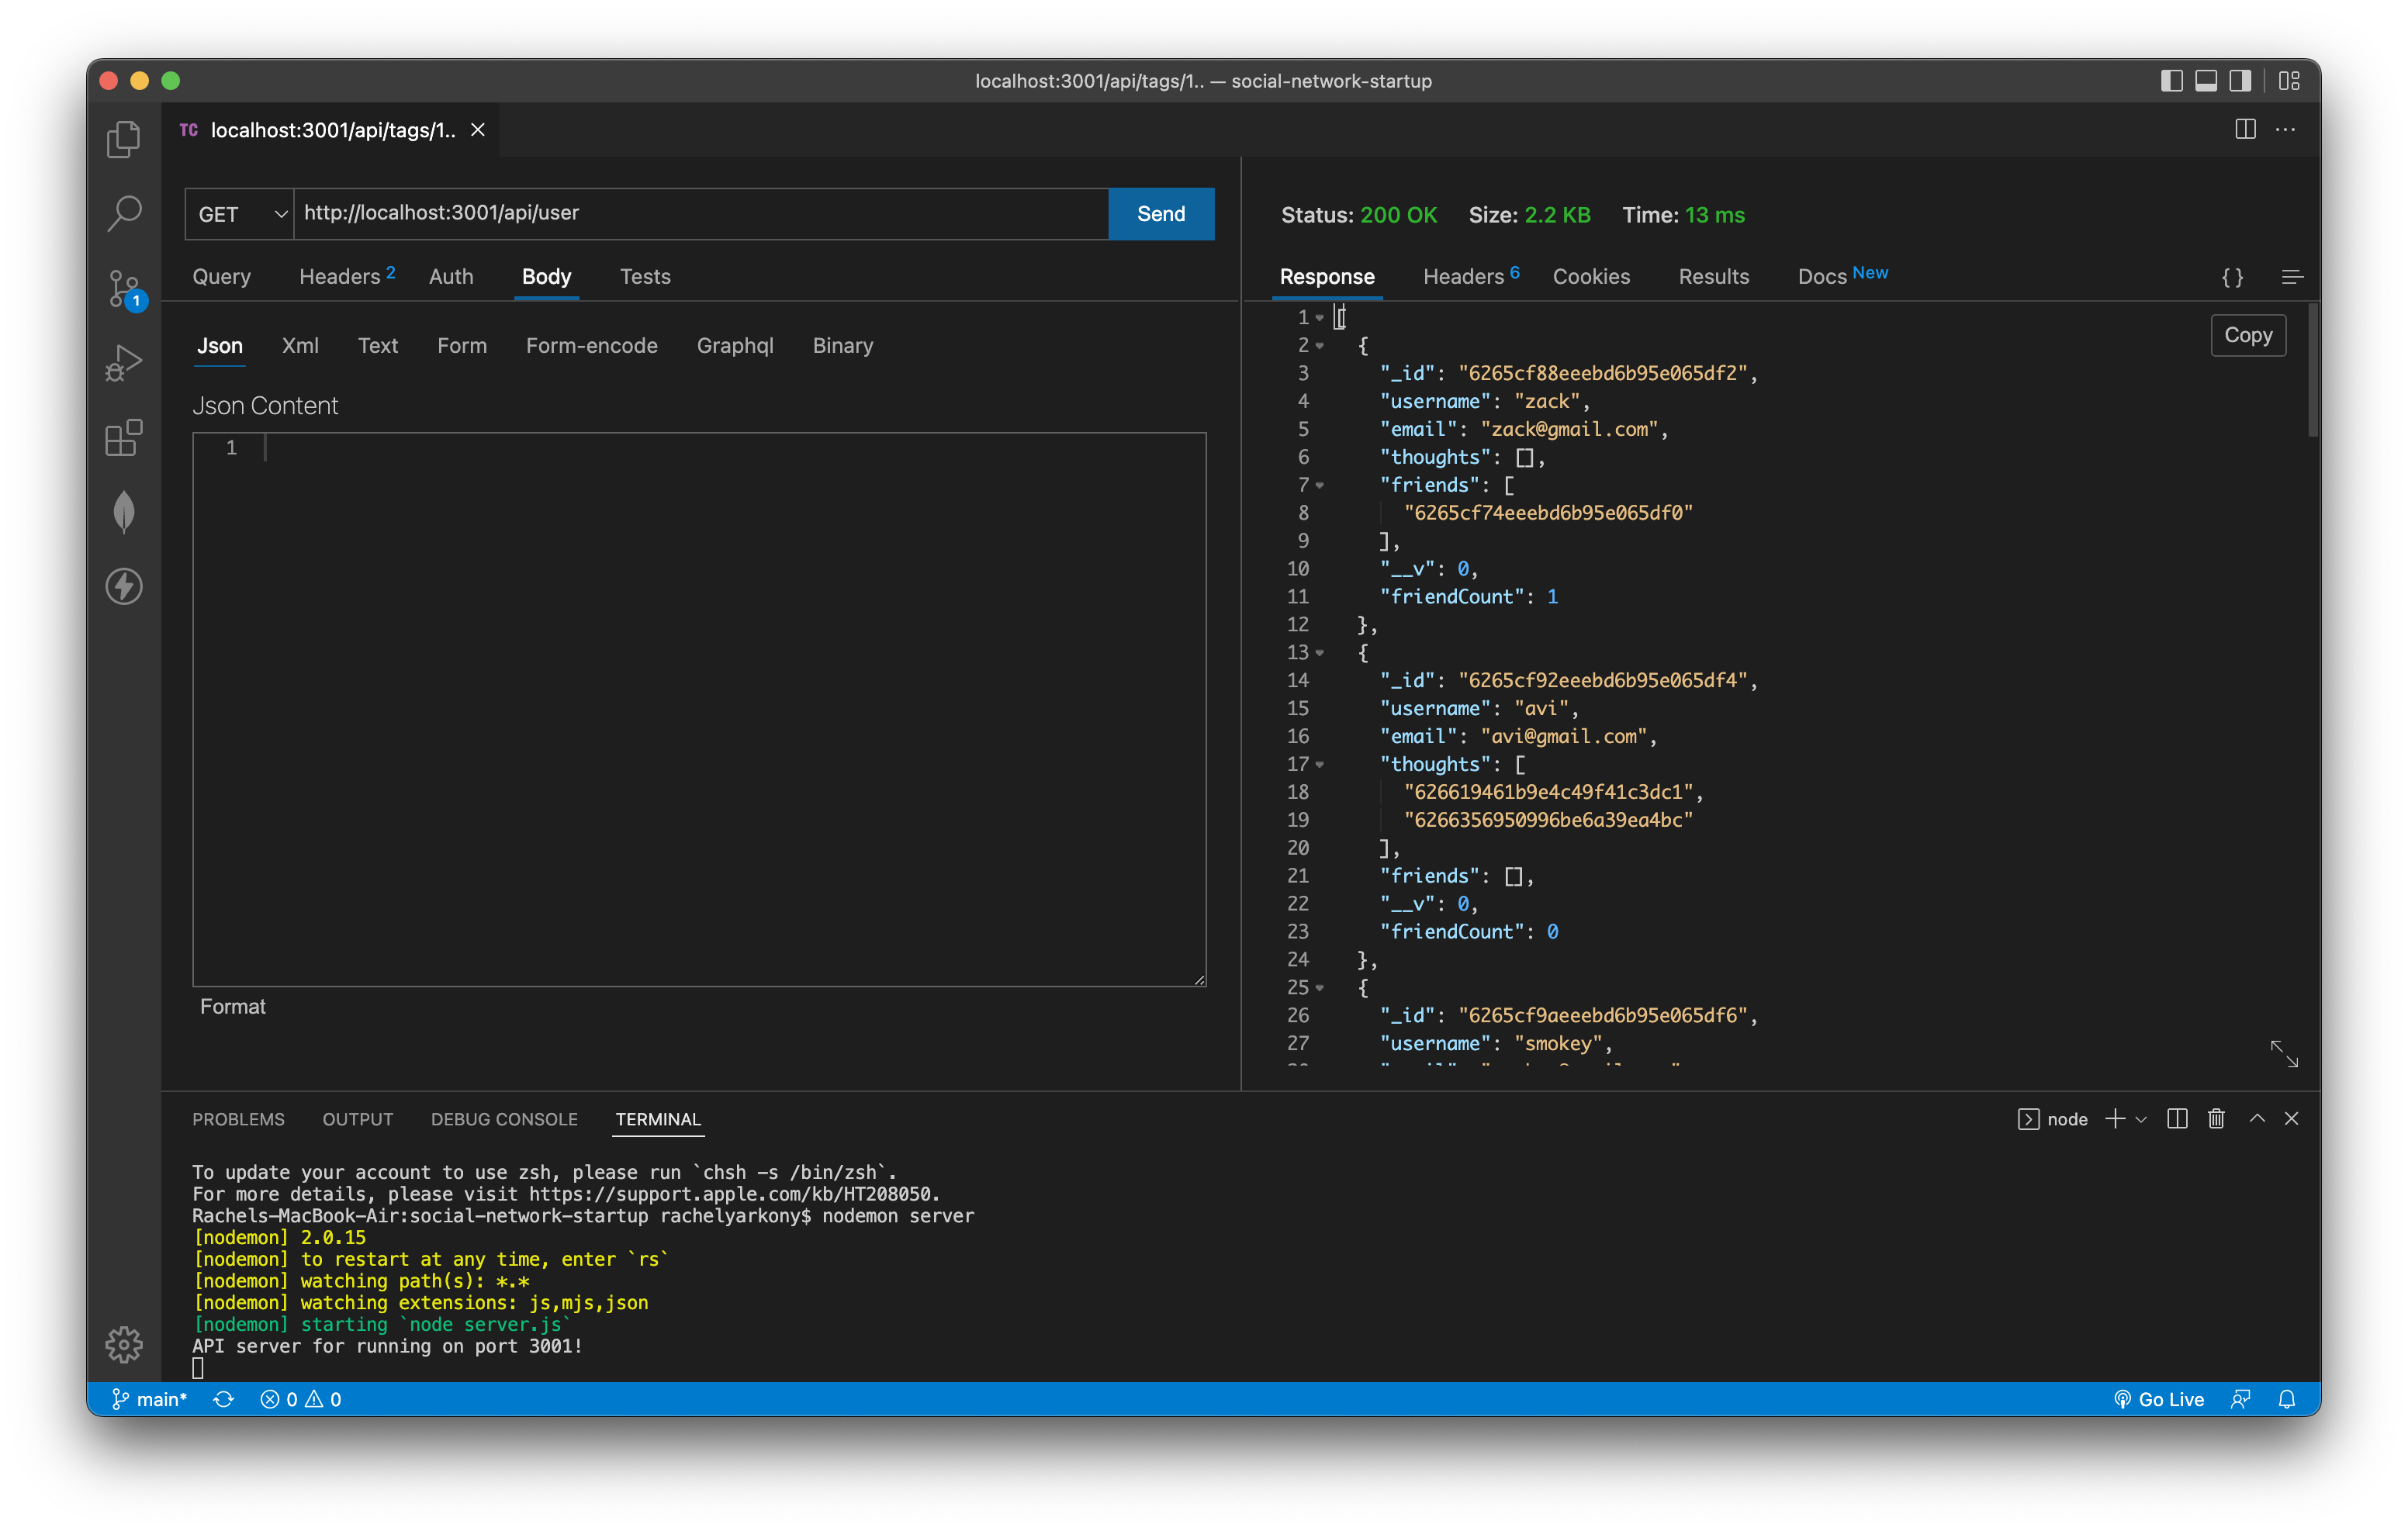 localhost:3001/api/tags/1.. — social-network-startup
TC localhost:3001/api/tags/1..
GET http://localhost:3001/api/user Send
Query Headers 2 Auth Body Tests
Json Xml Text Form Form-encode Graphql Binary
Json Content
1
Format
Status: 200 OK Size: 2.2 KB Time: 13 ms
Response Headers 6 Cookies Results Docs New {}
Copy
1 [
2 {
3 "_id": "6265cf88eeebd6b95e065df2",
4 "username": "zack",
5 "email": "zack@gmail.com",
6 "thoughts": [],
7 "friends": [
8 "6265cf74eeebd6b95e065df0"
9 ],
10 "__v": 0,
11 "friendCount": 1
12 },
13 {
14 "_id": "6265cf92eeebd6b95e065df4",
15 "username": "avi",
16 "email": "avi@gmail.com",
17 "thoughts": [
18 "626619461b9e4c49f41c3dc1",
19 "6266356950996be6a39ea4bc"
20 ],
21 "friends": [],
22 "__v": 0,
23 "friendCount": 0
24 },
25 {
26 "_id": "6265cf9aeeebd6b95e065df6",
27 "username": "smokey",
1
PROBLEMS OUTPUT DEBUG CONSOLE TERMINAL node
To update your account to use zsh, please run `chsh -s /bin/zsh`.
For more details, please visit https://support.apple.com/kb/HT208050.
Rachels-MacBook-Air:social-network-startup rachelyarkony$ nodemon server
[nodemon] 2.0.15
[nodemon] to restart at any time, enter `rs`
[nodemon] watching path(s): *.*
[nodemon] watching extensions: js,mjs,json
[nodemon] starting `node server.js`
API server for running on port 3001!
main* 0 0 Go Live